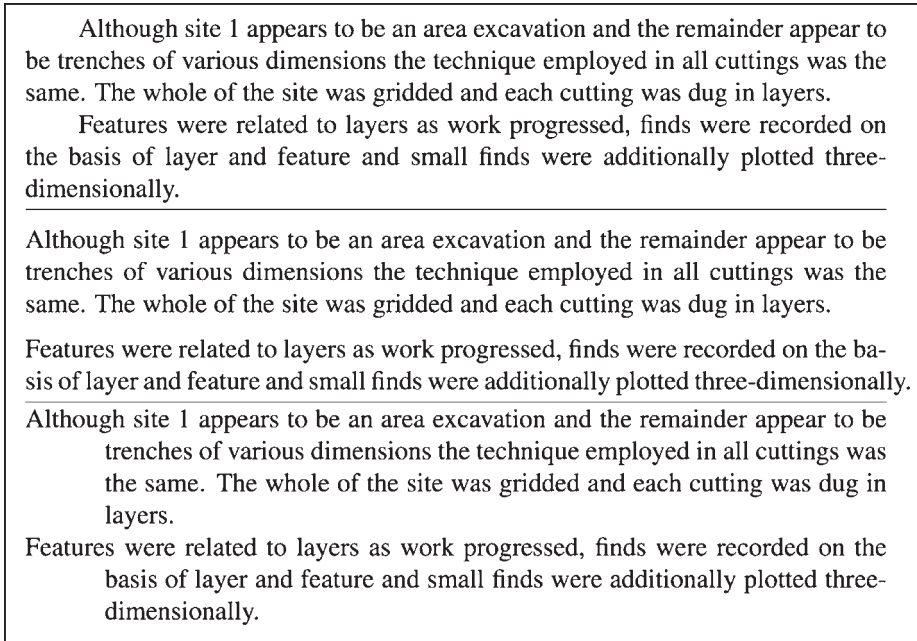 Although site 1 appears to be an area excavation and the remainder appear to
be trenches of various dimensions the technique employed in all cuttings was the
same. The whole of the site was gridded and each cutting was dug in layers.
Features were related to layers as work progressed, finds were recorded on
the basis of layer and feature and small finds were additionally plotted three-
dimensionally.
Although site 1 appears to be an area excavation and the remainder appear to be
trenches of various dimensions the technique employed in all cuttings was the
same. The whole of the site was gridded and each cutting was dug in layers.
Features were related to layers as work progressed, finds were recorded on the ba-
sis of layer and feature and small finds were additionally plotted three-dimensionally.
Although site 1 appears to be an area excavation and the remainder appear to be
trenches of various dimensions the technique employed in all cuttings was
the same. The whole of the site was gridded and each cutting was dug in
layers.
Features were related to layers as work progressed, finds were recorded on the
basis of layer and feature and small finds were additionally plotted three-
dimensionally.